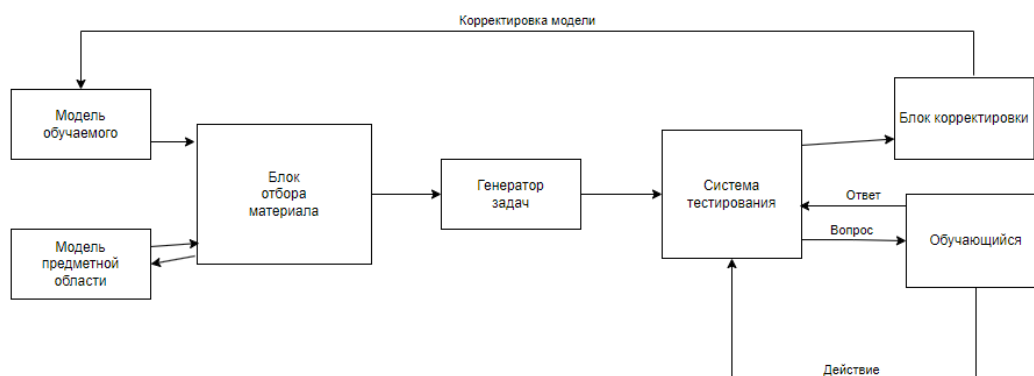 Корректировка модели
Модель
обучаемого
Блок
отбора
материала
Генератор
задач
Система
тестирования
Блок корректировки
Ответ
Вопрос
Обучающийся
Модель
предметной
области
Действие